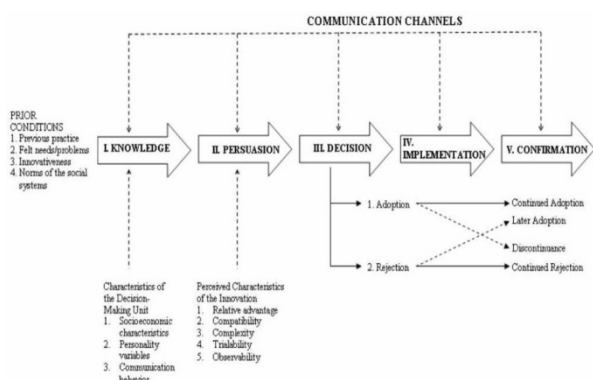 COMMUNICATION CHANNELS
PRIOR
CONDITIONS
1. Previous practice
2. Felt needs/problems
3. Innovativeness
4. Norms of the social
systems
I. KNOWLEDGE
II. PERSUASION
III. DECISION
IV.
IMPLEMENTATION
V. CONFIRMATION
1. Adoption
2. Rejection
Continued Adoption
Later Adoption
Discontinuance
Continued Rejection
Characteristics of
the Decision-
Making Unit
1. Socioeconomic
characteristics
2. Personality
variables
3. Communication
behavior
Perceived Characteristics
of the Innovation
1. Relative advantage
2. Compatibility
3. Complexity
4. Trialability
5. Observability